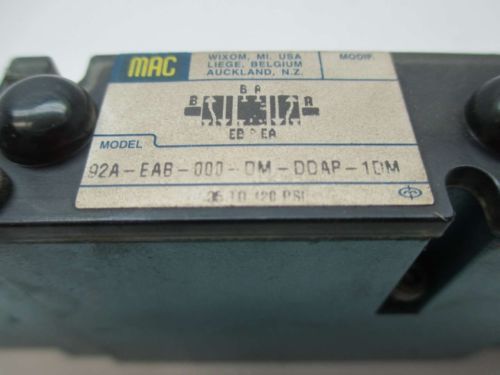 MAC
WIXOM, MI. USA
LIEGE, BELGIUM
AUCKLAND, N.Z.
MODIF.
B A
B A
EB P EA
MODEL
92A-EAB-000-DM-DDAP-1DM
35 TO 120 PSI